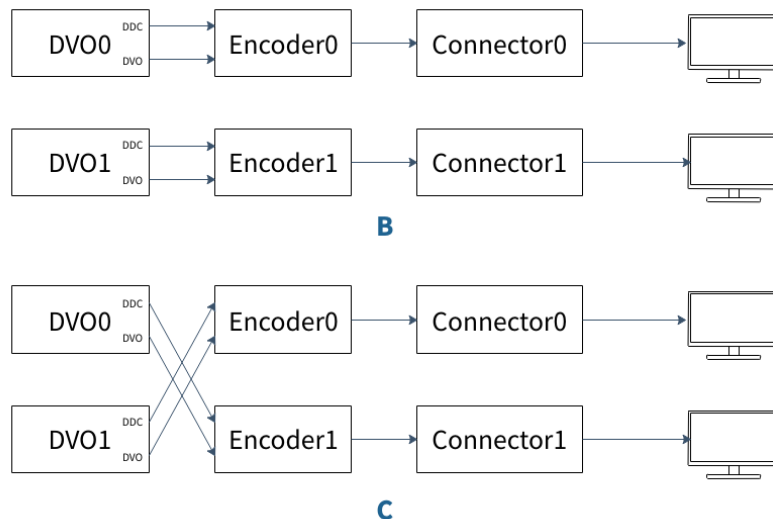 DVO0
DDC
DVO
Encoder0
Connector0
DVO1
DDC
DVO
Encoder1
Connector1
B
DVO0
DDC
DVO
Encoder0
Connector0
DVO1
DDC
DVO
Encoder1
Connector1
C